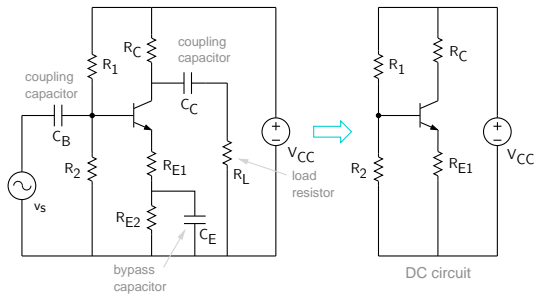 coupling
capacitor
R1
RC
coupling
capacitor
CC
CB
R2
vs
RE1
RE2
CE
bypass
capacitor
RL
load
resistor
VCC
R1
RC
R2
RE1
VCC
DC circuit